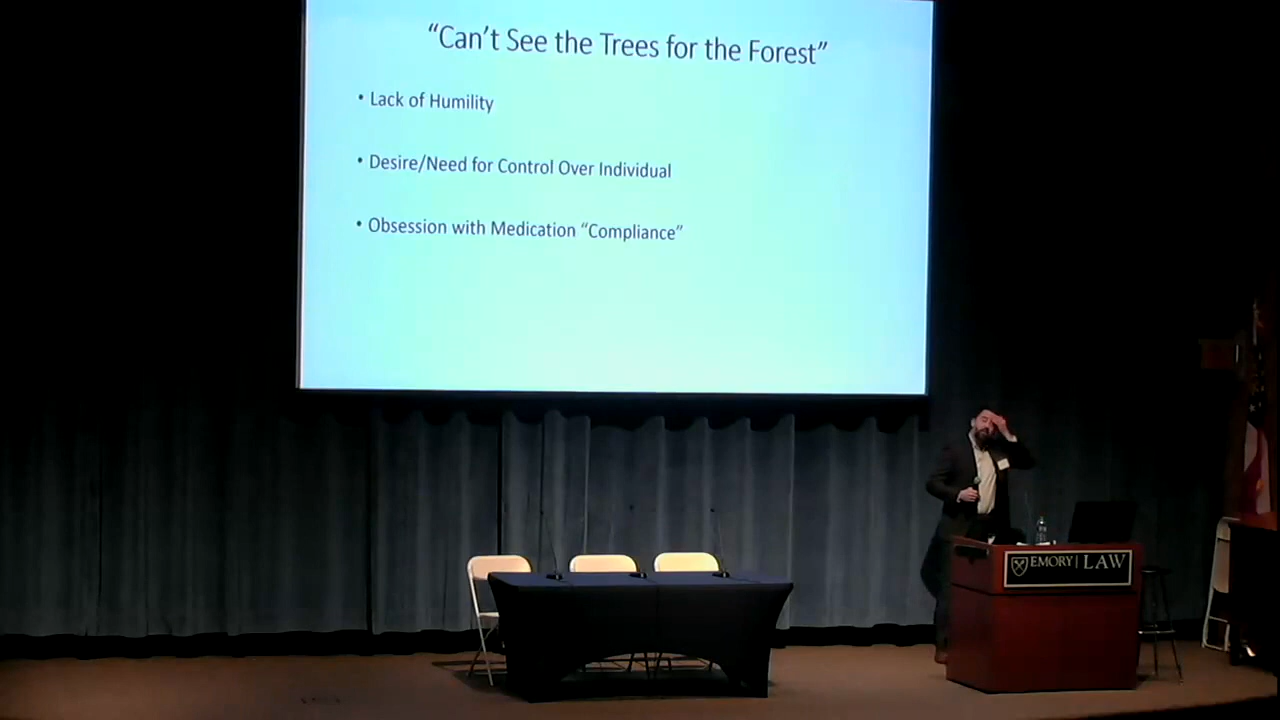 “Can’t See the Trees for the Forest”
• Lack of Humility
• Desire/Need for Control Over Individual
• Obsession with Medication “Compliance”
EMORY | LAW